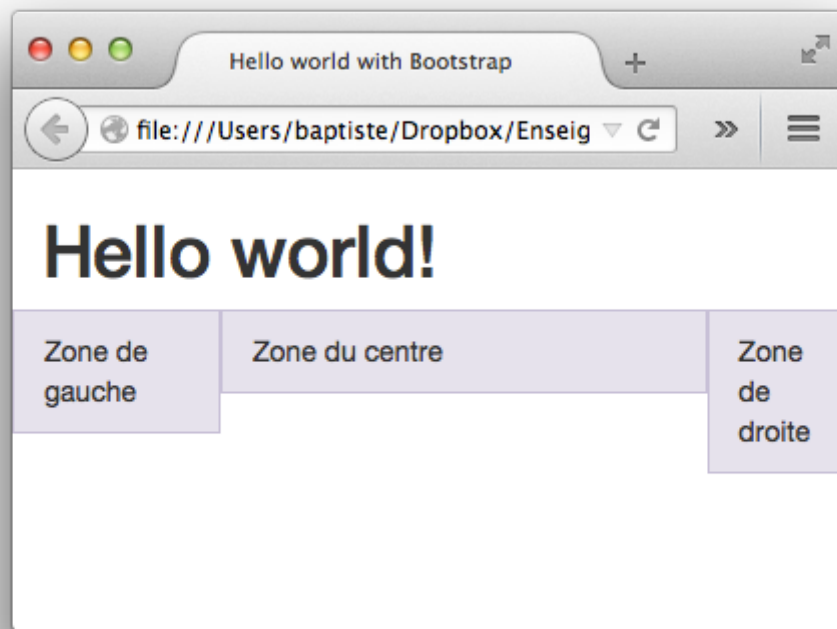 Hello world with Bootstrap
file:///Users/baptiste/Dropbox/Enseig
Hello world!
Zone de
gauche
Zone du centre
Zone
de
droite